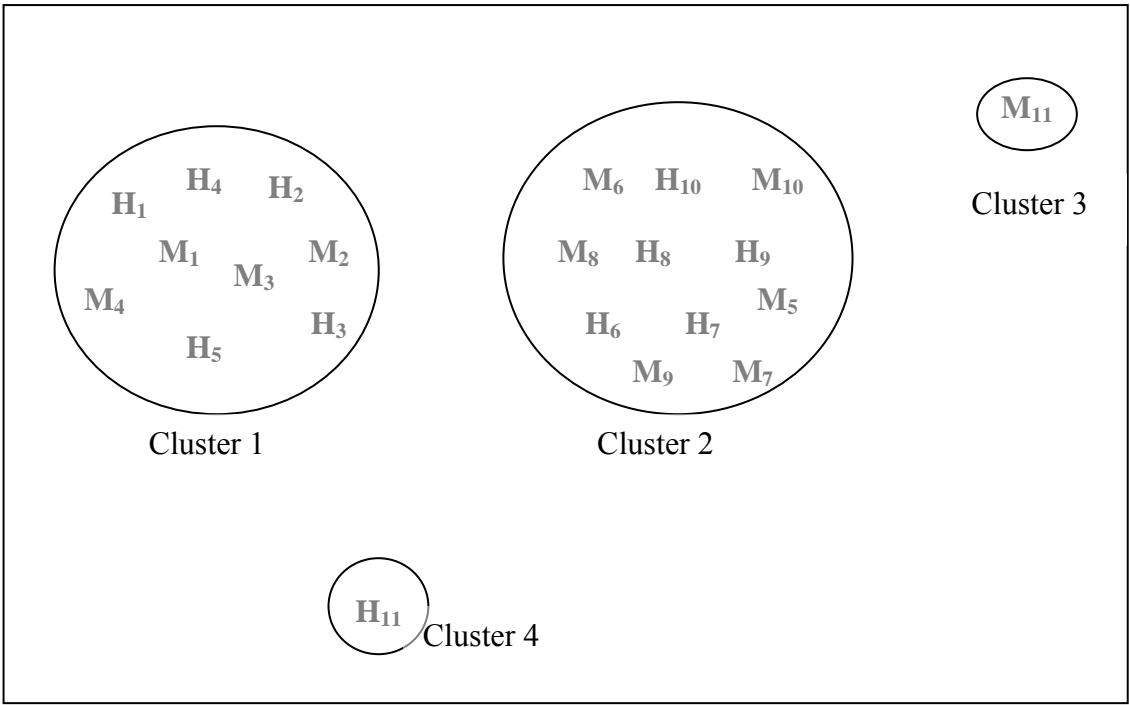 M₁₁
H₄ H₂
H₁
M₁ M₂
M₃
M₄
H₃
H₅
Cluster 1
M₆ H₁₀ M₁₀
M₈ H₈ H₉
M₅
H₆ H₇
M₉ M₇
Cluster 2
Cluster 3
H₁₁
Cluster 4